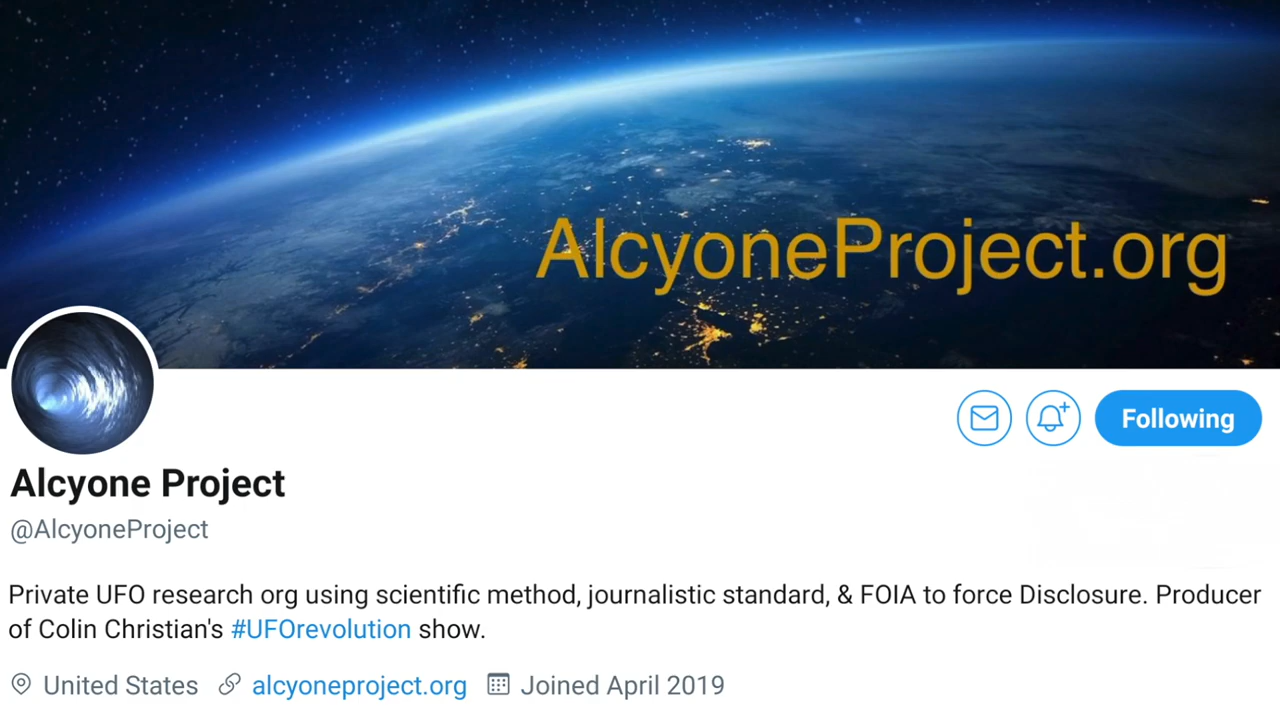 AlcyoneProject.org
Following
Alcyone Project
@AlcyoneProject
Private UFO research org using scientific method, journalistic standard, & FOIA to force Disclosure. Producer
of Colin Christian's #UFOrevolution show.
United States alcyoneproject.org Joined April 2019